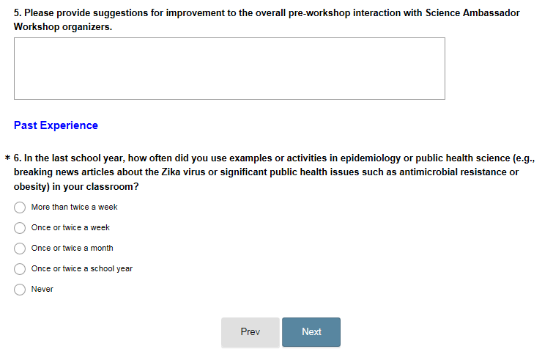 5. Please provide suggestions for improvement to the overall pre-workshop interaction with Science Ambassador
Workshop organizers.
Past Experience
* 6. In the last school year, how often did you use examples or activities in epidemiology or public health science (e.g.,
breaking news articles about the Zika virus or significant public health issues such as antimicrobial resistance or
obesity) in your classroom?
More than twice a week
Once or twice a week
Once or twice a month
Once or twice a school year
Never
Prev Next